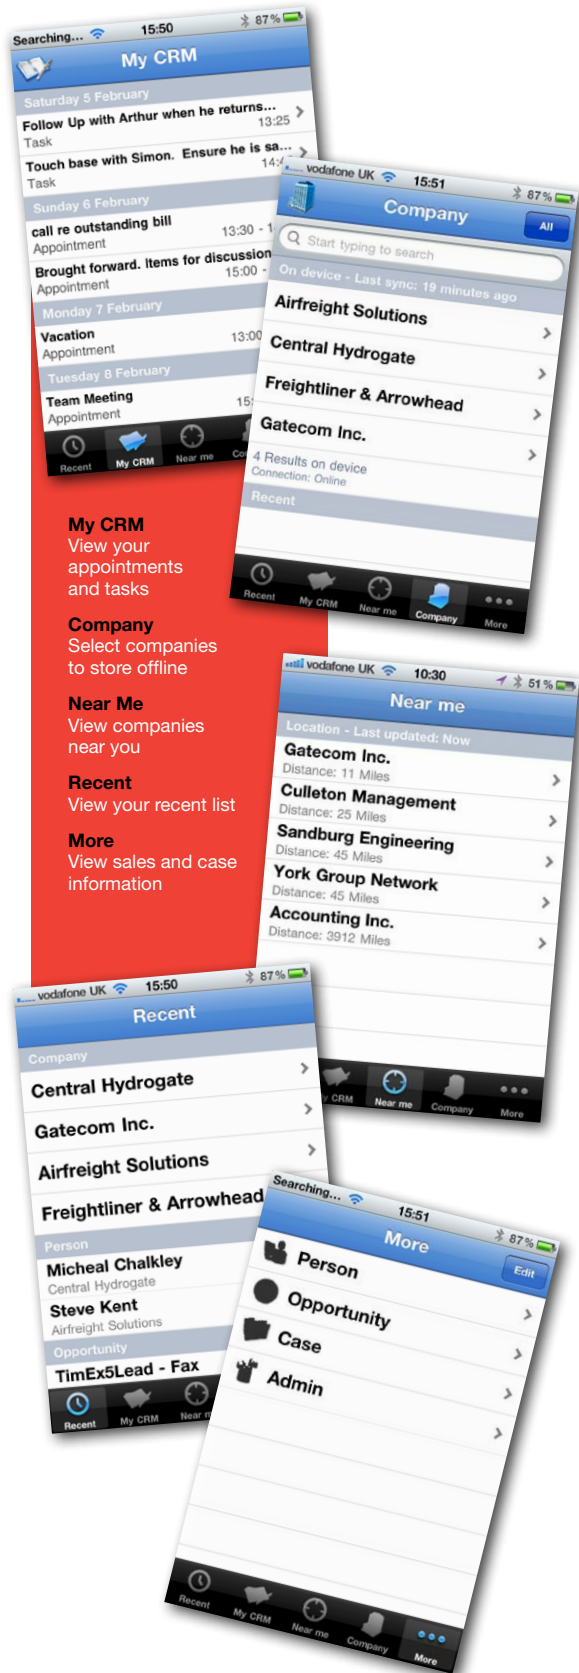 Searching... 15:50 87%
My CRM
Saturday 5 February
Follow Up with Arthur when he returns...
13:25
Task
Touch base with Simon. Ensure he is sa...
Task
Sunday 6 February
call re outstanding bill
13:30 -
Appointment
Brought forward. Items for discussion
15:00 -
Appointment
Monday 7 February
Vacation
13:00
Appointment
Tuesday 8 February
Team Meeting
15:
Appointment
Recent My CRM Near me
vodafone UK 15:51 87%
Company All
Start typing to search
On device - Last sync: 19 minutes ago
Airfreight Solutions
Central Hydrogate
Freightliner & Arrowhead
Gatecom Inc.
4 Results on device
Connection: Online
Recent
Recent My CRM Near me Company More
My CRM
View your
appointments
and tasks
Company
Select companies
to store offline
Near Me
View companies
near you
Recent
View your recent list
More
View sales and case
information
vodafone UK 10:30 51%
Near me
Location - Last updated: Now
Gatecom Inc.
Distance: 11 Miles
Culleton Management
Distance: 25 Miles
Sandburg Engineering
Distance: 45 Miles
York Group Network
Distance: 45 Miles
Accounting Inc.
Distance: 3912 Miles
CRM Near me Company More
vodafone UK 15:50 87%
Recent
Company
Central Hydrogate
Gatecom Inc.
Airfreight Solutions
Freightliner & Arrowhead
Person
Micheal Chalkley
Central Hydrogate
Steve Kent
Airfreight Solutions
Opportunity
TimEx5Lead - Fax
Recent My CRM Near
Searching... 15:51 87%
More Edit
Person
Opportunity
Case
Admin
Recent My CRM Near me Company More